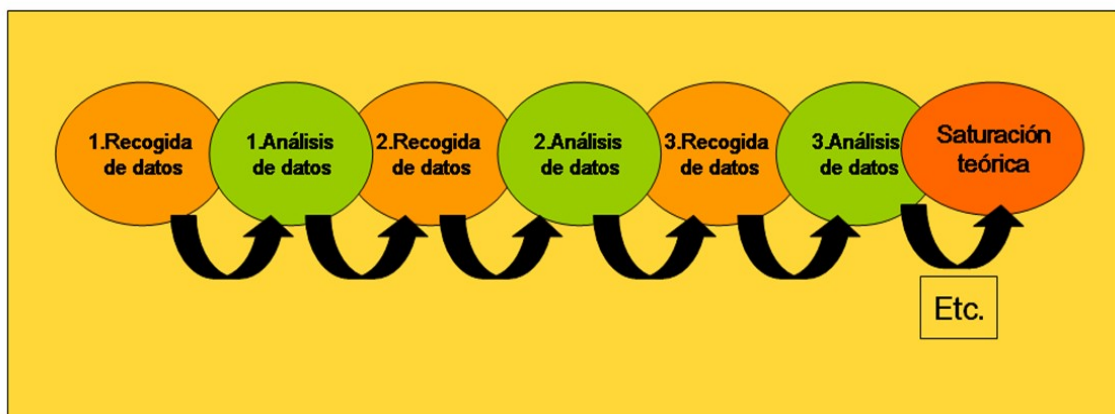 1.Recogida
de datos
1.Análisis
de datos
2.Recogida
de datos
2.Análisis
de datos
3.Recogida
de datos
3.Análisis
de datos
Saturación
teórica
Etc.